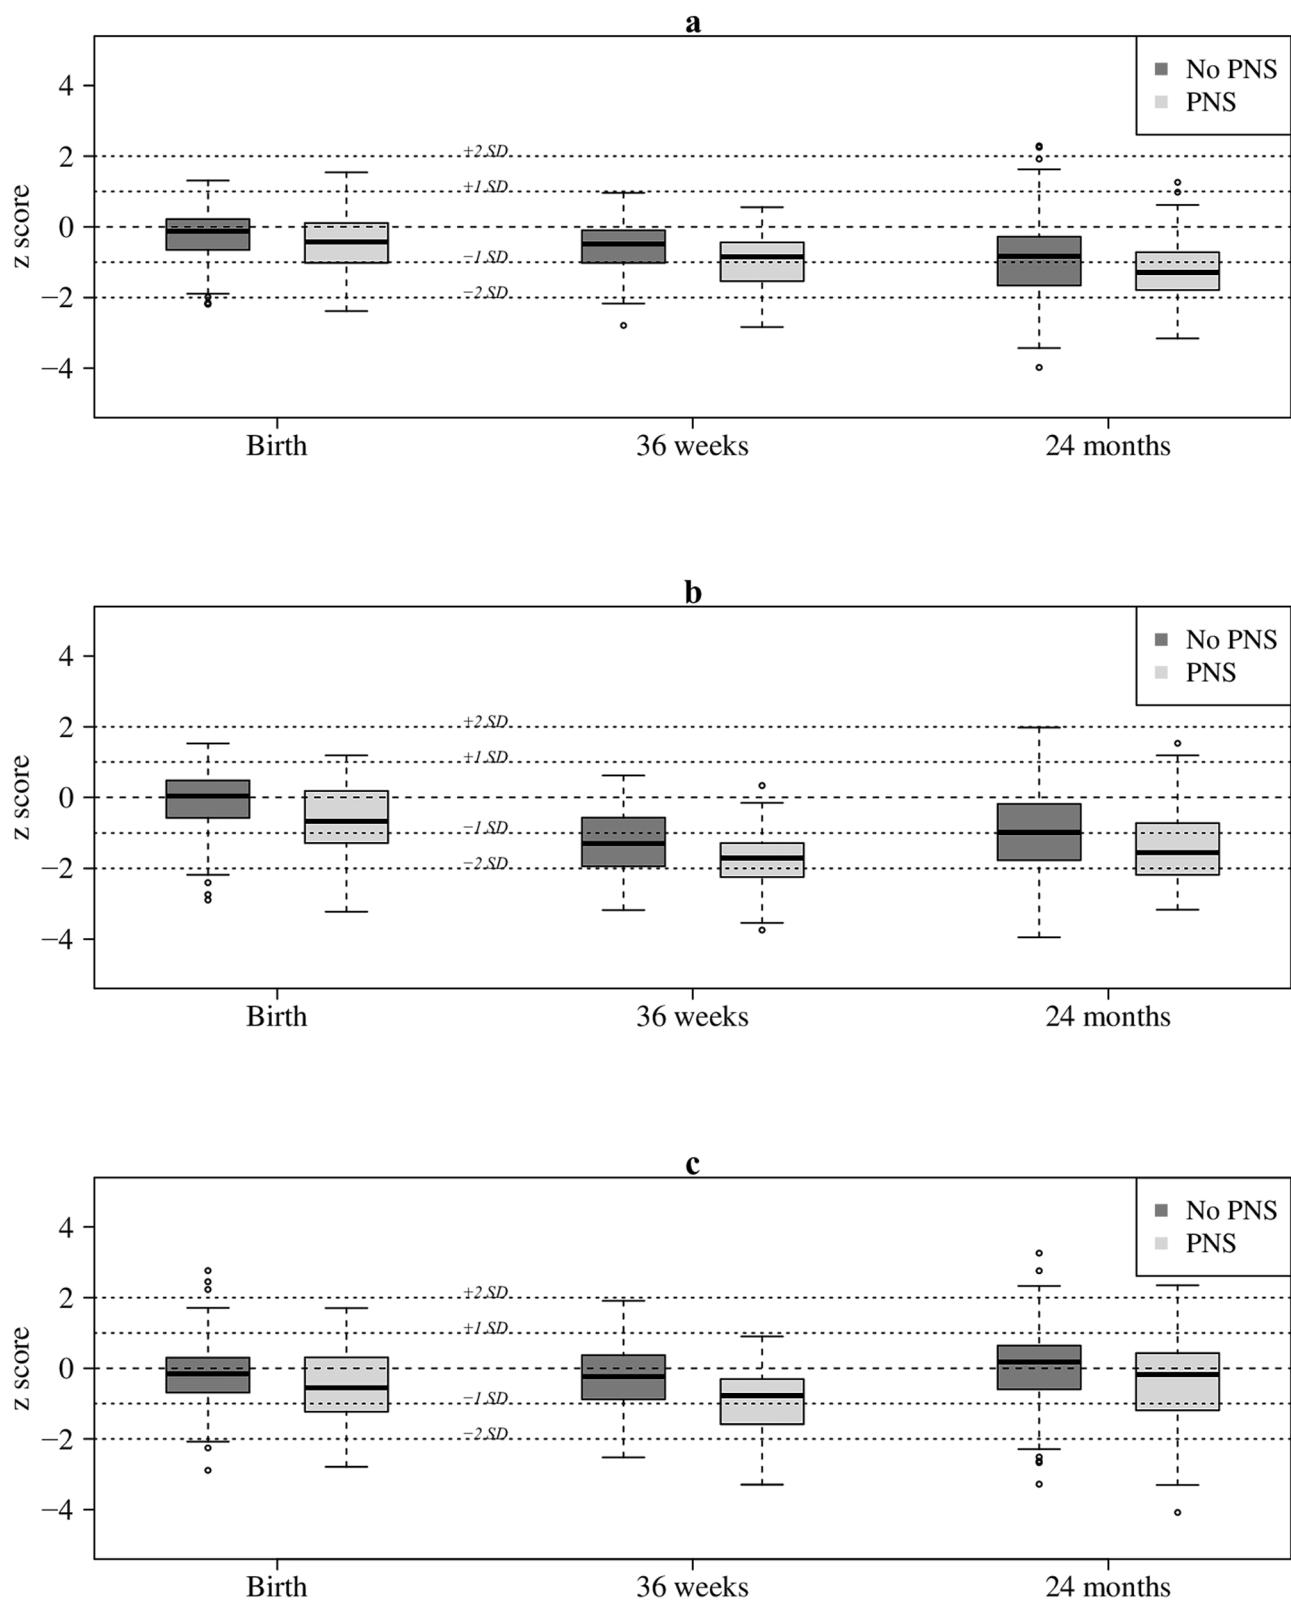 a
No PNS
PNS
4
2
0
−2
−4
z score
+2 SD
+1 SD
−1 SD
−2 SD
Birth 36 weeks 24 months
b
No PNS
PNS
4
2
0
−2
−4
z score
+2 SD
+1 SD
−1 SD
−2 SD
Birth 36 weeks 24 months
c
No PNS
PNS
4
2
0
−2
−4
z score
+2 SD
+1 SD
−1 SD
−2 SD
Birth 36 weeks 24 months